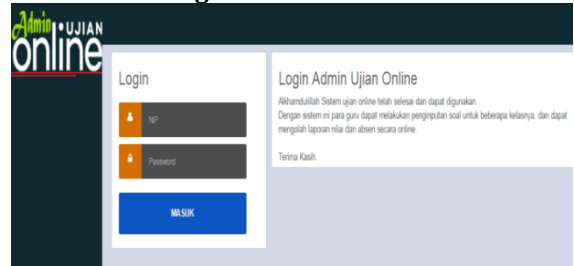 Admin UJIAN
online
Login
NIP
Password
MASUK
Login Admin Ujian Online
Alkhamdulillah Sistem ujian online telah selesai dan dapat digunakan.
Dengan sistem ini para guru dapat melakukan penginputan soal untuk beberapa kelasnya. dan dapat
mengolah laporan nilai dan absen secara online.
Terima Kasih.